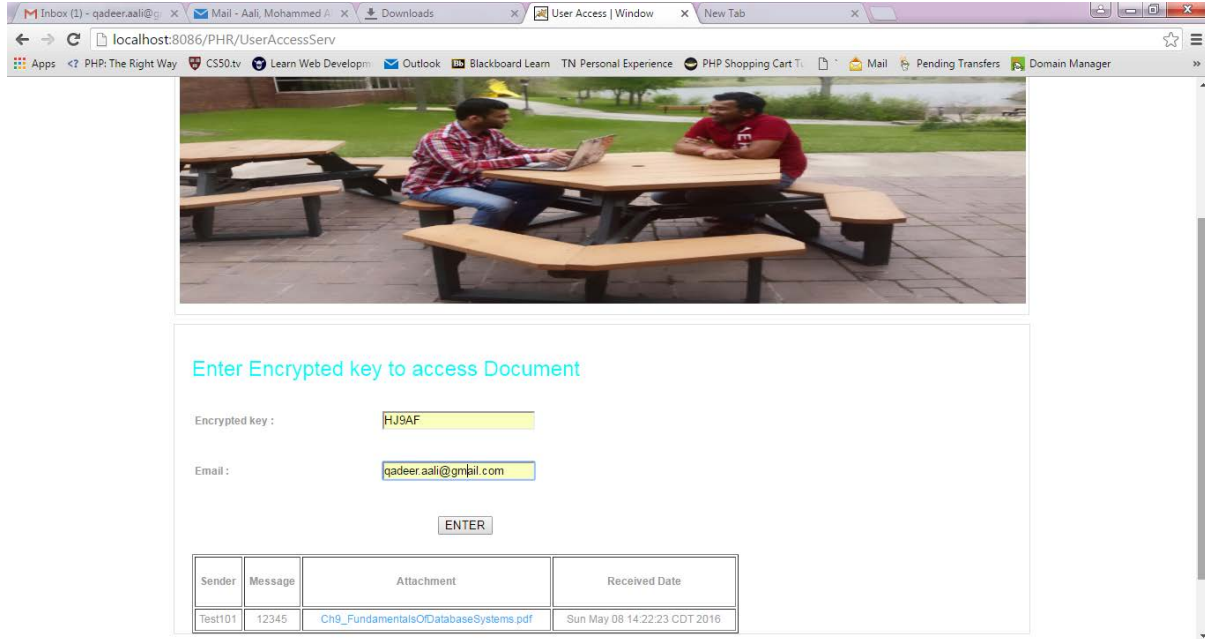 Inbox (1) - qadeer.aali@g
Mail - Aali, Mohammed A
Downloads
User Access | Window
New Tab
localhost:8086/PHR/UserAccessServ
Apps
PHP: The Right Way
CS50.tv
Learn Web Developm
Outlook
Bb Blackboard Learn
TN Personal Experience
PHP Shopping Cart Tu
Mail
Pending Transfers
Domain Manager
»
Enter Encrypted key to access Document
Encrypted key : HJ9AF
Email : qadeer.aali@gmail.com
ENTER
Sender Message Attachment Received Date
Test101 12345 Ch9_FundamentalsOfDatabaseSystems.pdf Sun May 08 14:22:23 CDT 2016